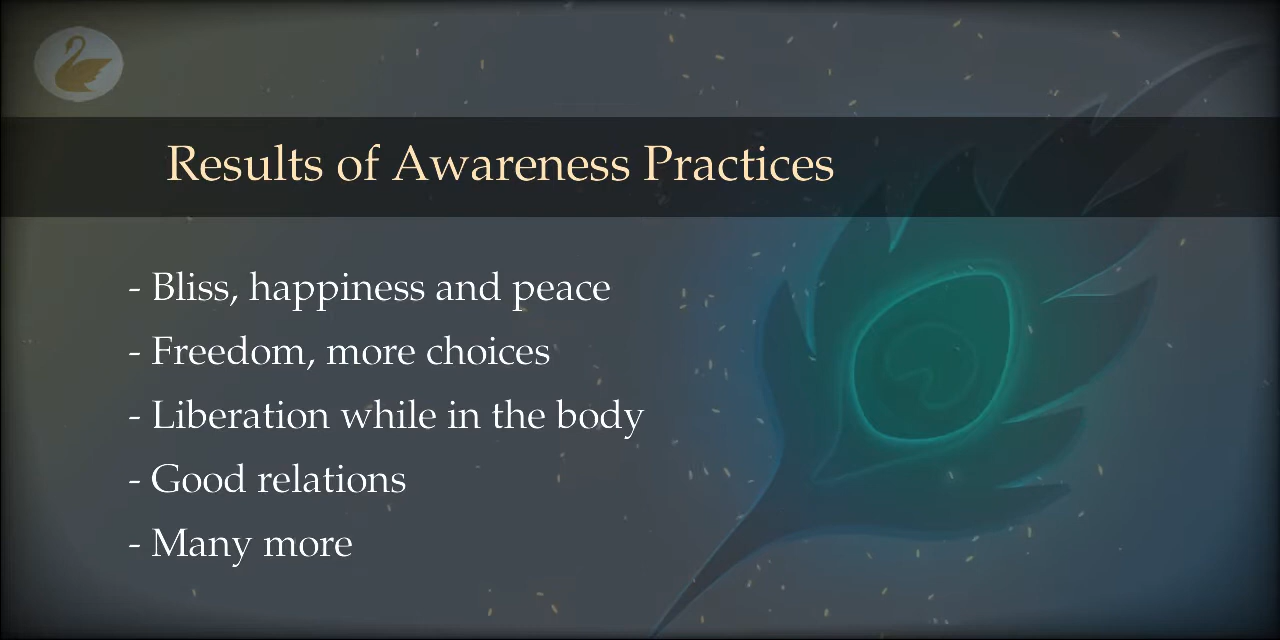 Results of Awareness Practices
- Bliss, happiness and peace
- Freedom, more choices
- Liberation while in the body
- Good relations
- Many more